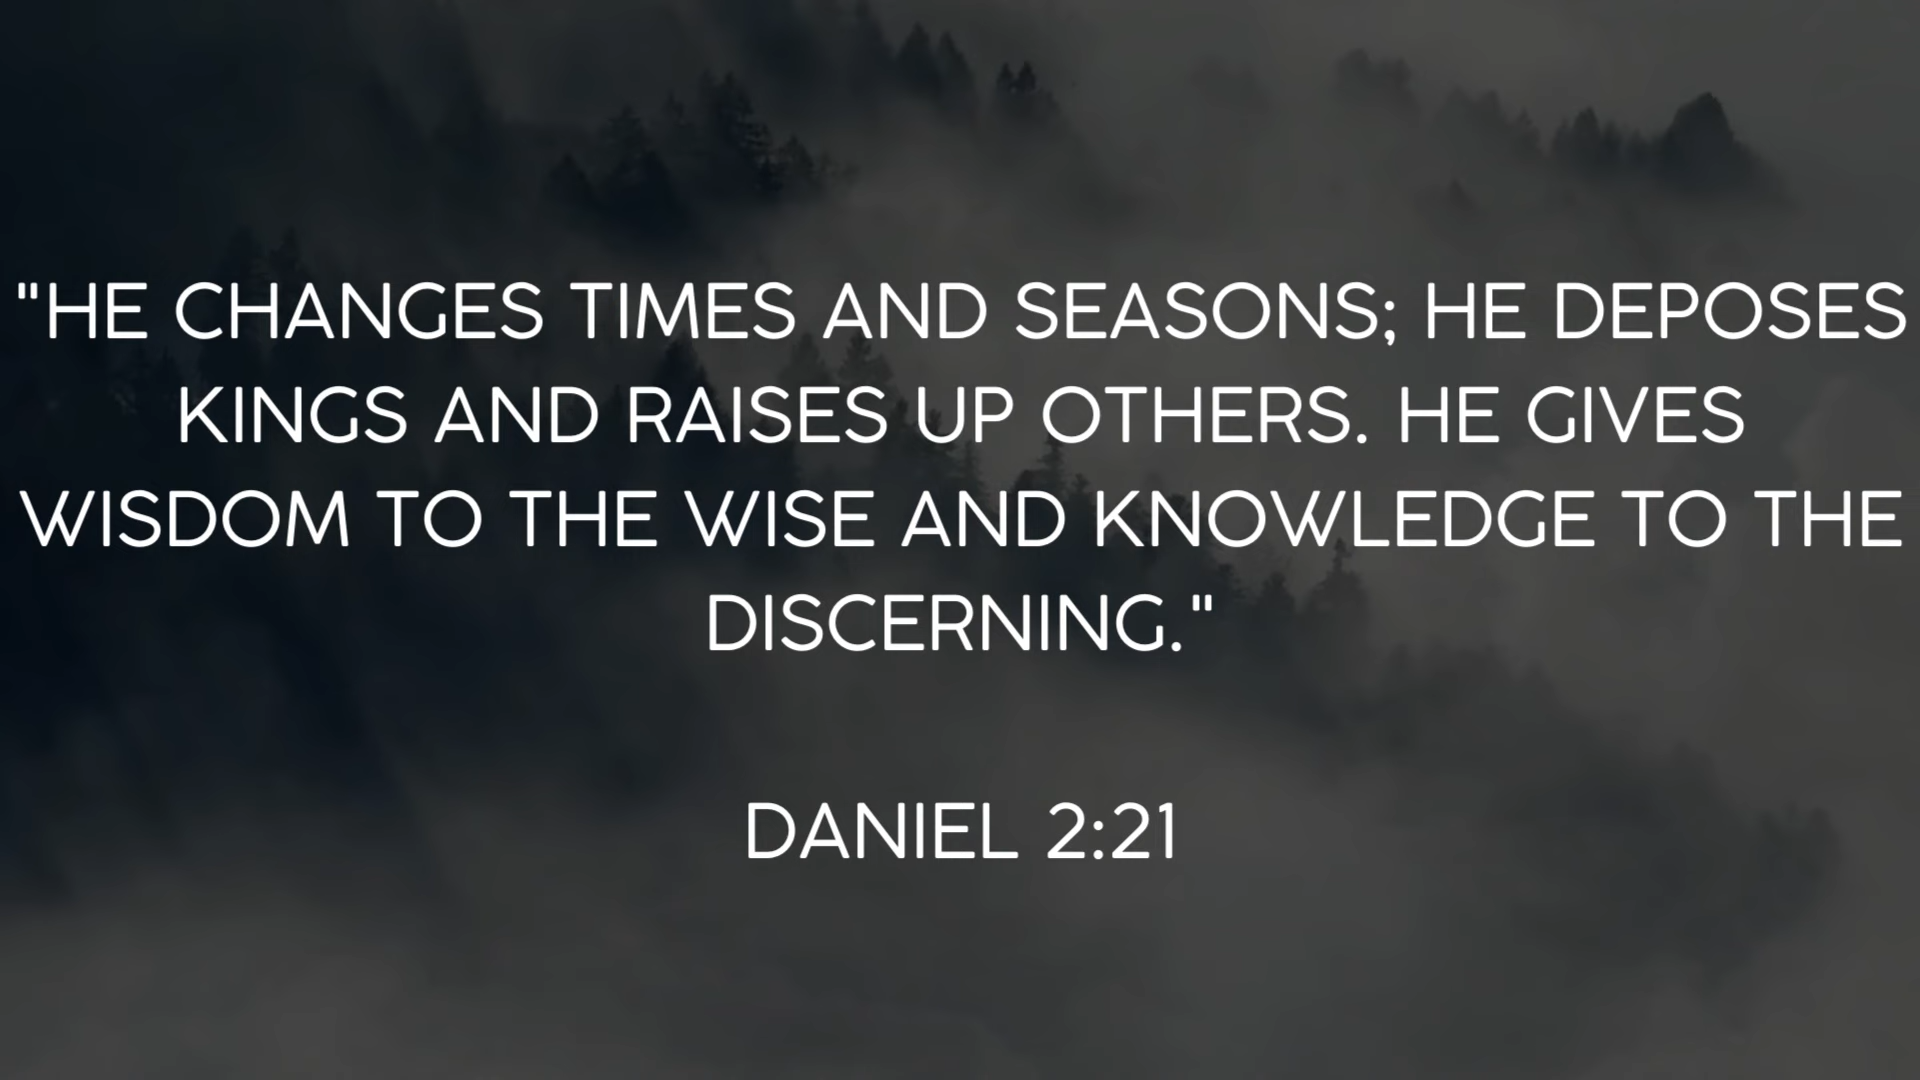 "HE CHANGES TIMES AND SEASONS; HE DEPOSES
KINGS AND RAISES UP OTHERS. HE GIVES
WISDOM TO THE WISE AND KNOWLEDGE TO THE
DISCERNING."
DANIEL 2:21